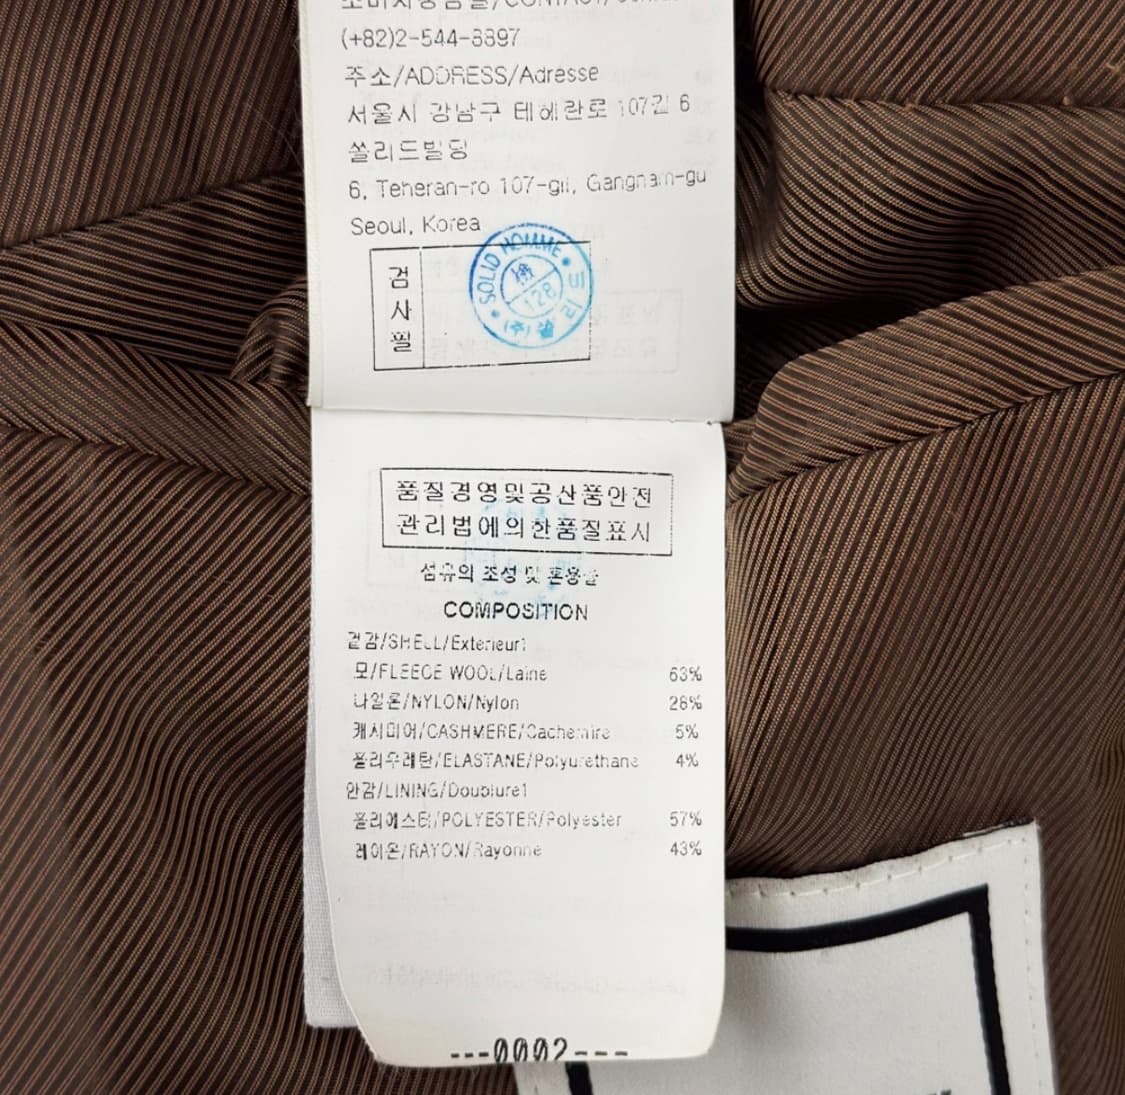 (+82)2-544-8897
주소/ADDRESS/Adresse
서울시 강남구 테헤란로 107길 6
쏠리드빌딩
6, Teheran-ro 107-gil, Gangnam-gu
Seoul, Korea
검사필
SOLID HOMME
128
품질경영및공산품안전
관리법에의한품질표시
섬유의 조성 및 혼용율
COMPOSITION
겉감/SHELL/Exterieur1
모/FLEECE WOOL/Laine 63%
나일론/NYLON/Nylon 28%
캐시미어/CASHMERE/Cachemire 5%
폴리우레탄/ELASTANE/Polyurethane 4%
안감/LINING/Doublure1
폴리에스터/POLYESTER/Polyester 57%
레이온/RAYON/Rayonne 43%
---0002---